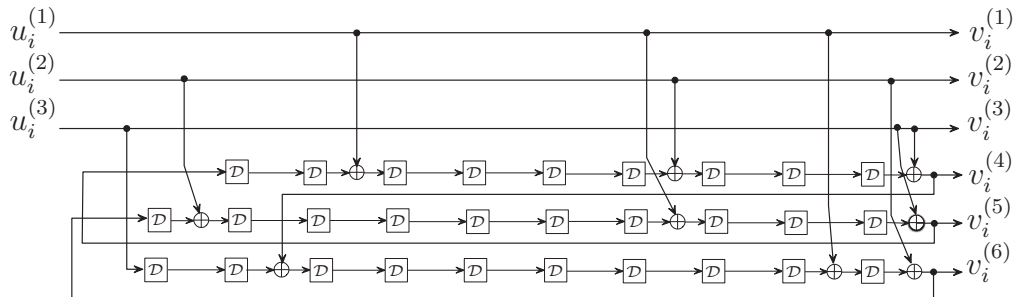 u_i^{(1)} v_i^{(1)}
u_i^{(2)} v_i^{(2)}
u_i^{(3)} v_i^{(3)}
𝒟 𝒟 𝒟 𝒟 𝒟 𝒟 𝒟 𝒟 𝒟 v_i^{(4)}
𝒟 𝒟 𝒟 𝒟 𝒟 𝒟 𝒟 𝒟 𝒟 𝒟 v_i^{(5)}
𝒟 𝒟 𝒟 𝒟 𝒟 𝒟 𝒟 𝒟 𝒟 𝒟 v_i^{(6)}